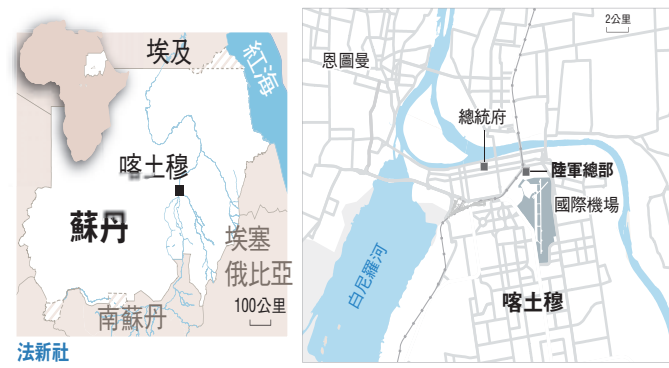 埃及
紅海
喀土穆
蘇丹
埃塞
俄比亞
100公里
南蘇丹
法新社
2公里
恩圖曼
總統府
陸軍總部
國際機場
白尼羅河
喀土穆